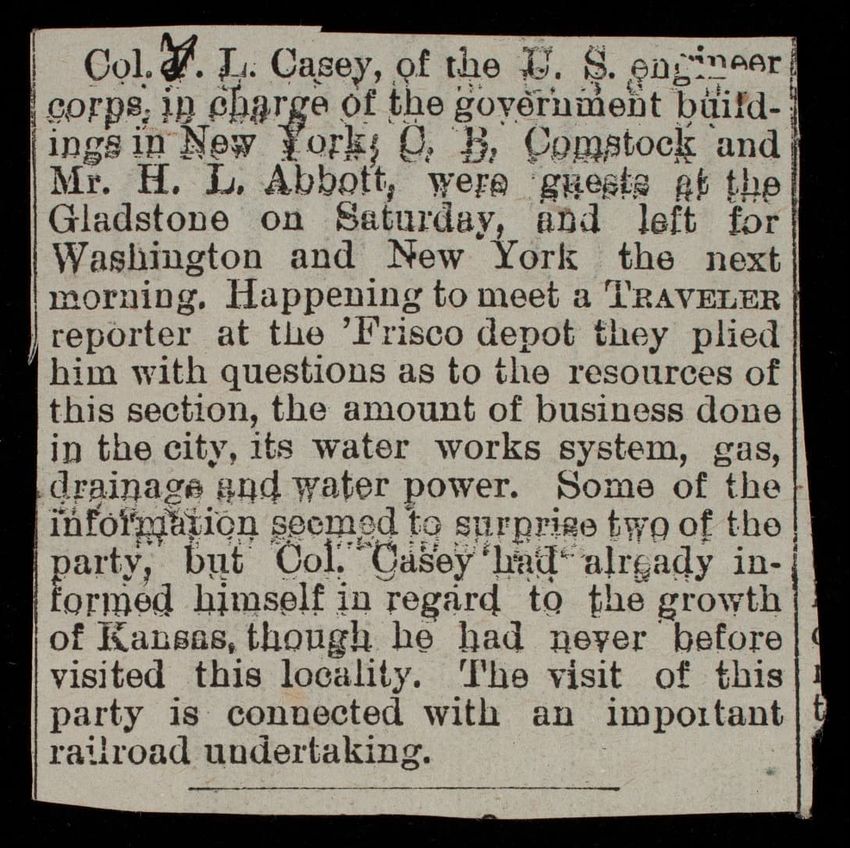 Col. T. L. Casey, of the U. S. engineer
corps, in charge of the government build-
ings in New York; C. B. Comstock and
Mr. H. L. Abbott, were guests at the
Gladstone on Saturday, and left for
Washington and New York the next
morning. Happening to meet a TRAVELER
reporter at the 'Frisco depot they plied
him with questions as to the resources of
this section, the amount of business done
in the city, its water works system, gas,
drainage and water power. Some of the
information seemed to surprise two of the
party, but Col. Casey had already in-
formed himself in regard to the growth
of Kansas, though he had never before
visited this locality. The visit of this
party is connected with an important
railroad undertaking.